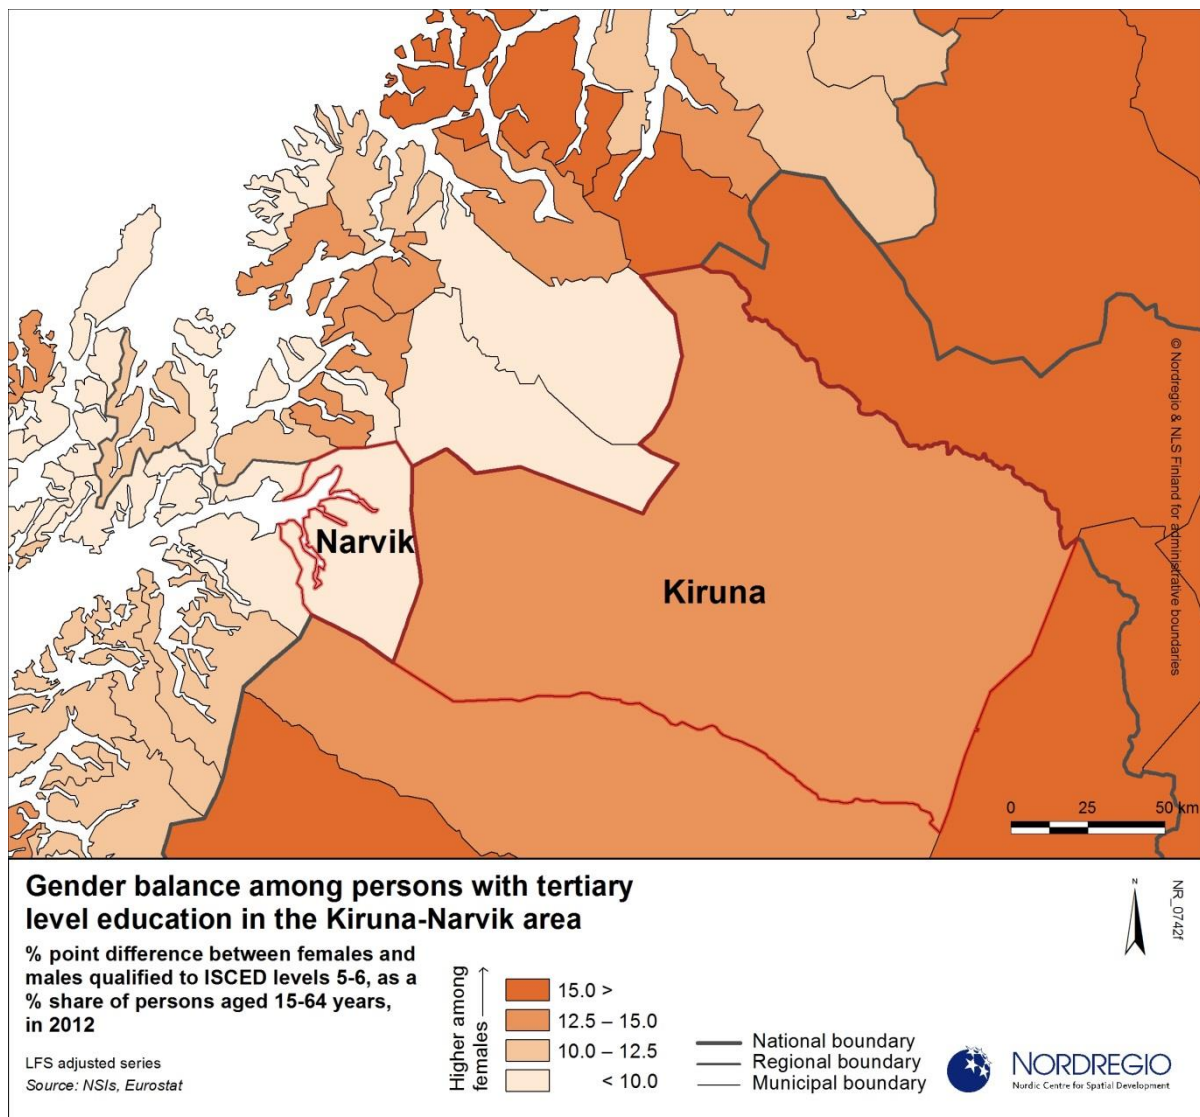 Narvik
Kiruna
© Nordregio & NLS Finland for administrative boundaries
0 25 50 km
Gender balance among persons with tertiary
level education in the Kiruna-Narvik area
% point difference between females and
males qualified to ISCED levels 5-6, as a
% share of persons aged 15-64 years,
in 2012
LFS adjusted series
Source: NSIs, Eurostat
Higher among
females
15.0 >
12.5 – 15.0
10.0 – 12.5
< 10.0
National boundary
Regional boundary
Municipal boundary
N
NR_0742f
NORDREGIO
Nordic Centre for Spatial Development